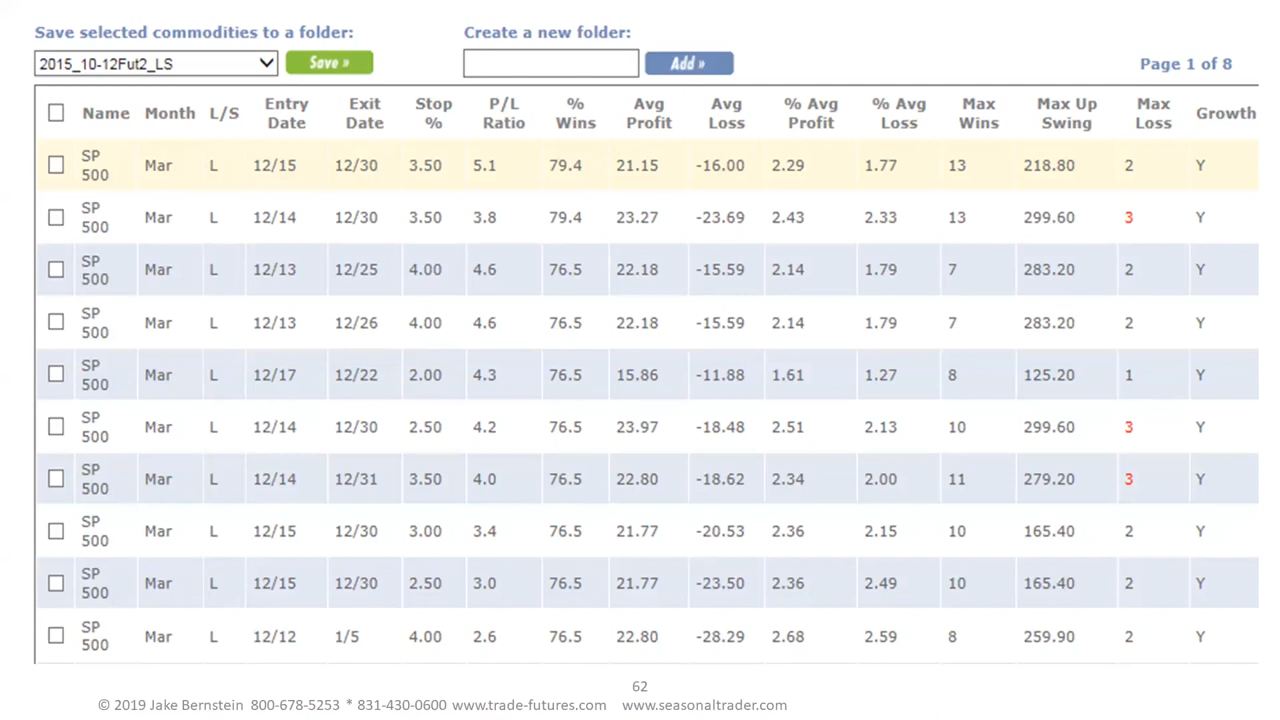 Save selected commodities to a folder: Create a new folder:
2015_10-12Fut2_LS Save » Add » Page 1 of 8
Name Month L/S Entry Date Exit Date Stop % P/L Ratio % Wins Avg Profit Avg Loss % Avg Profit % Avg Loss Max Wins Max Up Swing Max Loss Growth
SP 500 Mar L 12/15 12/30 3.50 5.1 79.4 21.15 -16.00 2.29 1.77 13 218.80 2 Y
SP 500 Mar L 12/14 12/30 3.50 3.8 79.4 23.27 -23.69 2.43 2.33 13 299.60 3 Y
SP 500 Mar L 12/13 12/25 4.00 4.6 76.5 22.18 -15.59 2.14 1.79 7 283.20 2 Y
SP 500 Mar L 12/13 12/26 4.00 4.6 76.5 22.18 -15.59 2.14 1.79 7 283.20 2 Y
SP 500 Mar L 12/17 12/22 2.00 4.3 76.5 15.86 -11.88 1.61 1.27 8 125.20 1 Y
SP 500 Mar L 12/14 12/30 2.50 4.2 76.5 23.97 -18.48 2.51 2.13 10 299.60 3 Y
SP 500 Mar L 12/14 12/31 3.50 4.0 76.5 22.80 -18.62 2.34 2.00 11 279.20 3 Y
SP 500 Mar L 12/15 12/30 3.00 3.4 76.5 21.77 -20.53 2.36 2.15 10 165.40 2 Y
SP 500 Mar L 12/15 12/30 2.50 3.0 76.5 21.77 -23.50 2.36 2.49 10 165.40 2 Y
SP 500 Mar L 12/12 1/5 4.00 2.6 76.5 22.80 -28.29 2.68 2.59 8 259.90 2 Y
62
© 2019 Jake Bernstein 800-678-5253 * 831-430-0600 www.trade-futures.com www.seasonaltrader.com